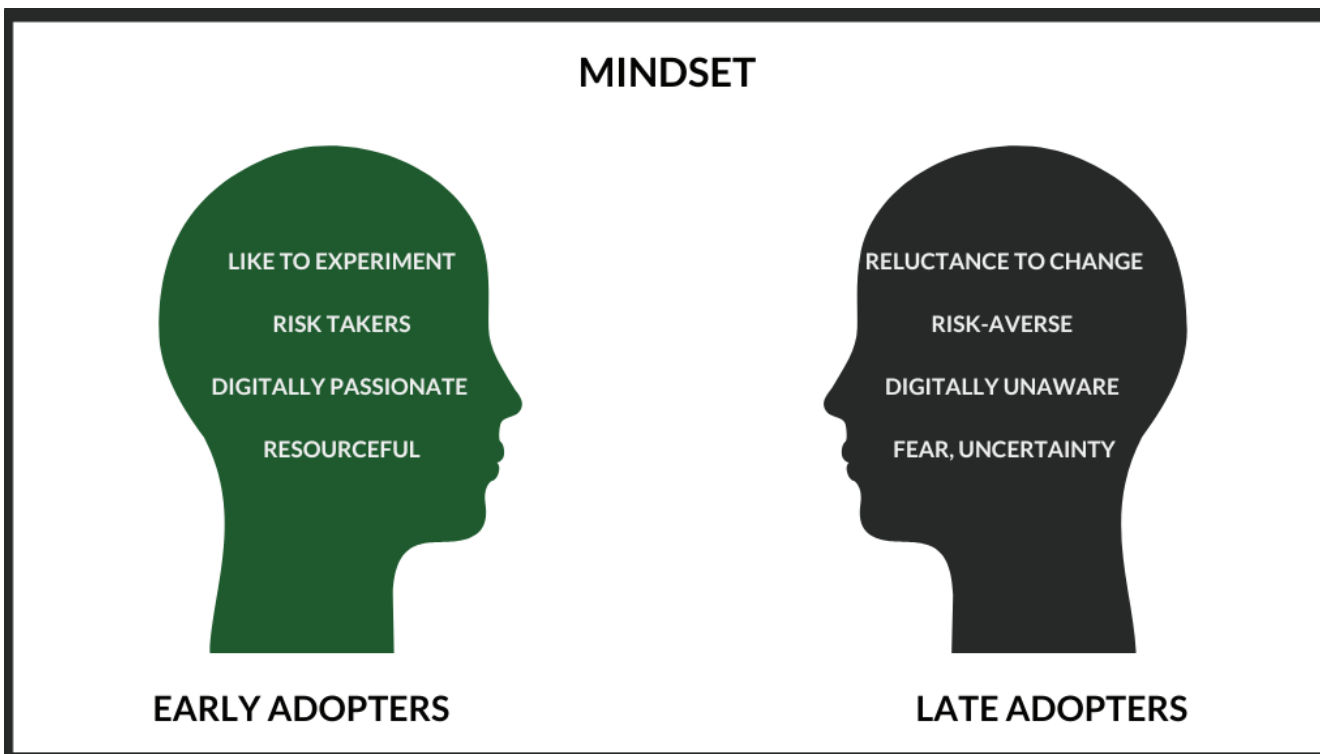 MINDSET
LIKE TO EXPERIMENT
RISK TAKERS
DIGITALLY PASSIONATE
RESOURCEFUL
EARLY ADOPTERS
RELUCTANCE TO CHANGE
RISK-AVERSE
DIGITALLY UNAWARE
FEAR, UNCERTAINTY
LATE ADOPTERS